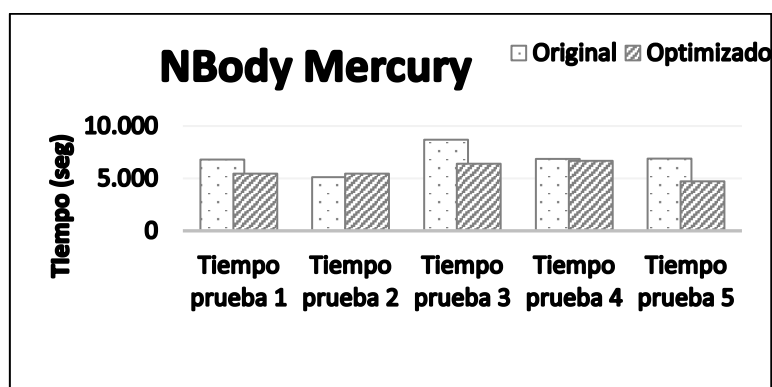 NBody Mercury
Original Optimizado
Tiempo (seg)
10.000
5.000
0
Tiempo prueba 1
Tiempo prueba 2
Tiempo prueba 3
Tiempo prueba 4
Tiempo prueba 5